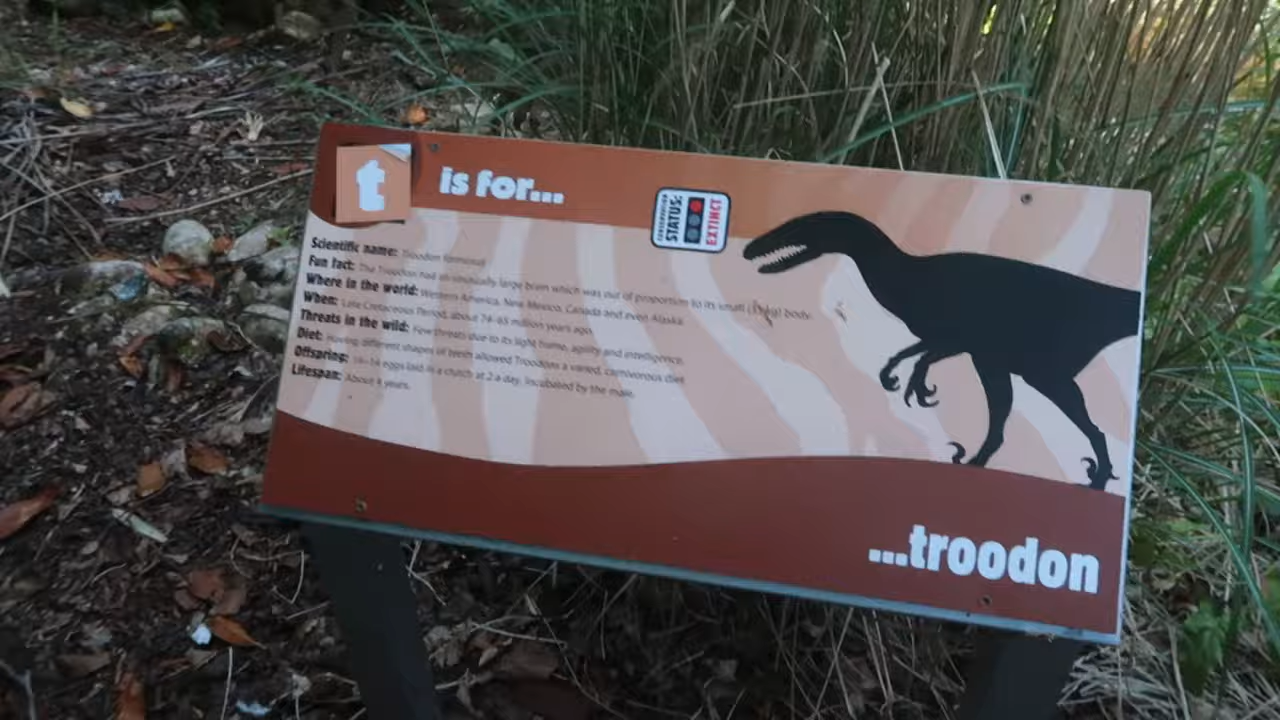 t is for...
CONSERVATION
STATUS:
EXTINCT
Scientific name: Troodon formosus
Fun fact: The Troodon had an unusually large brain which was out of proportion to its small body.
Where in the world: Western America, New Mexico, Canada and even Alaska.
When: Late Cretaceous Period, about 74-65 million years ago.
Threats in the wild: Few threats due to its light frame, agility and intelligence.
Diet: Having different shapes of teeth allowed Troodons a varied, carnivorous diet.
Offspring: eggs laid in a clutch at 2 a day, incubated by the male.
Lifespan: About 4 years.
...troodon